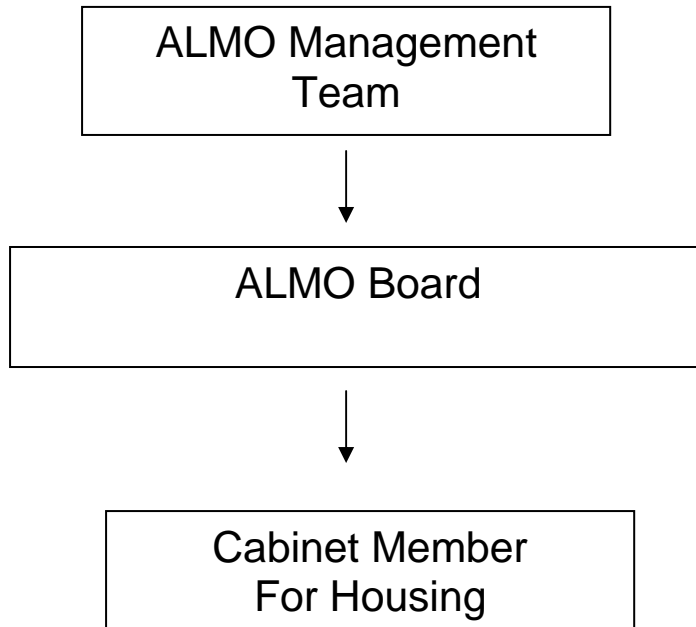 ALMO Management
Team
ALMO Board
Cabinet Member
For Housing